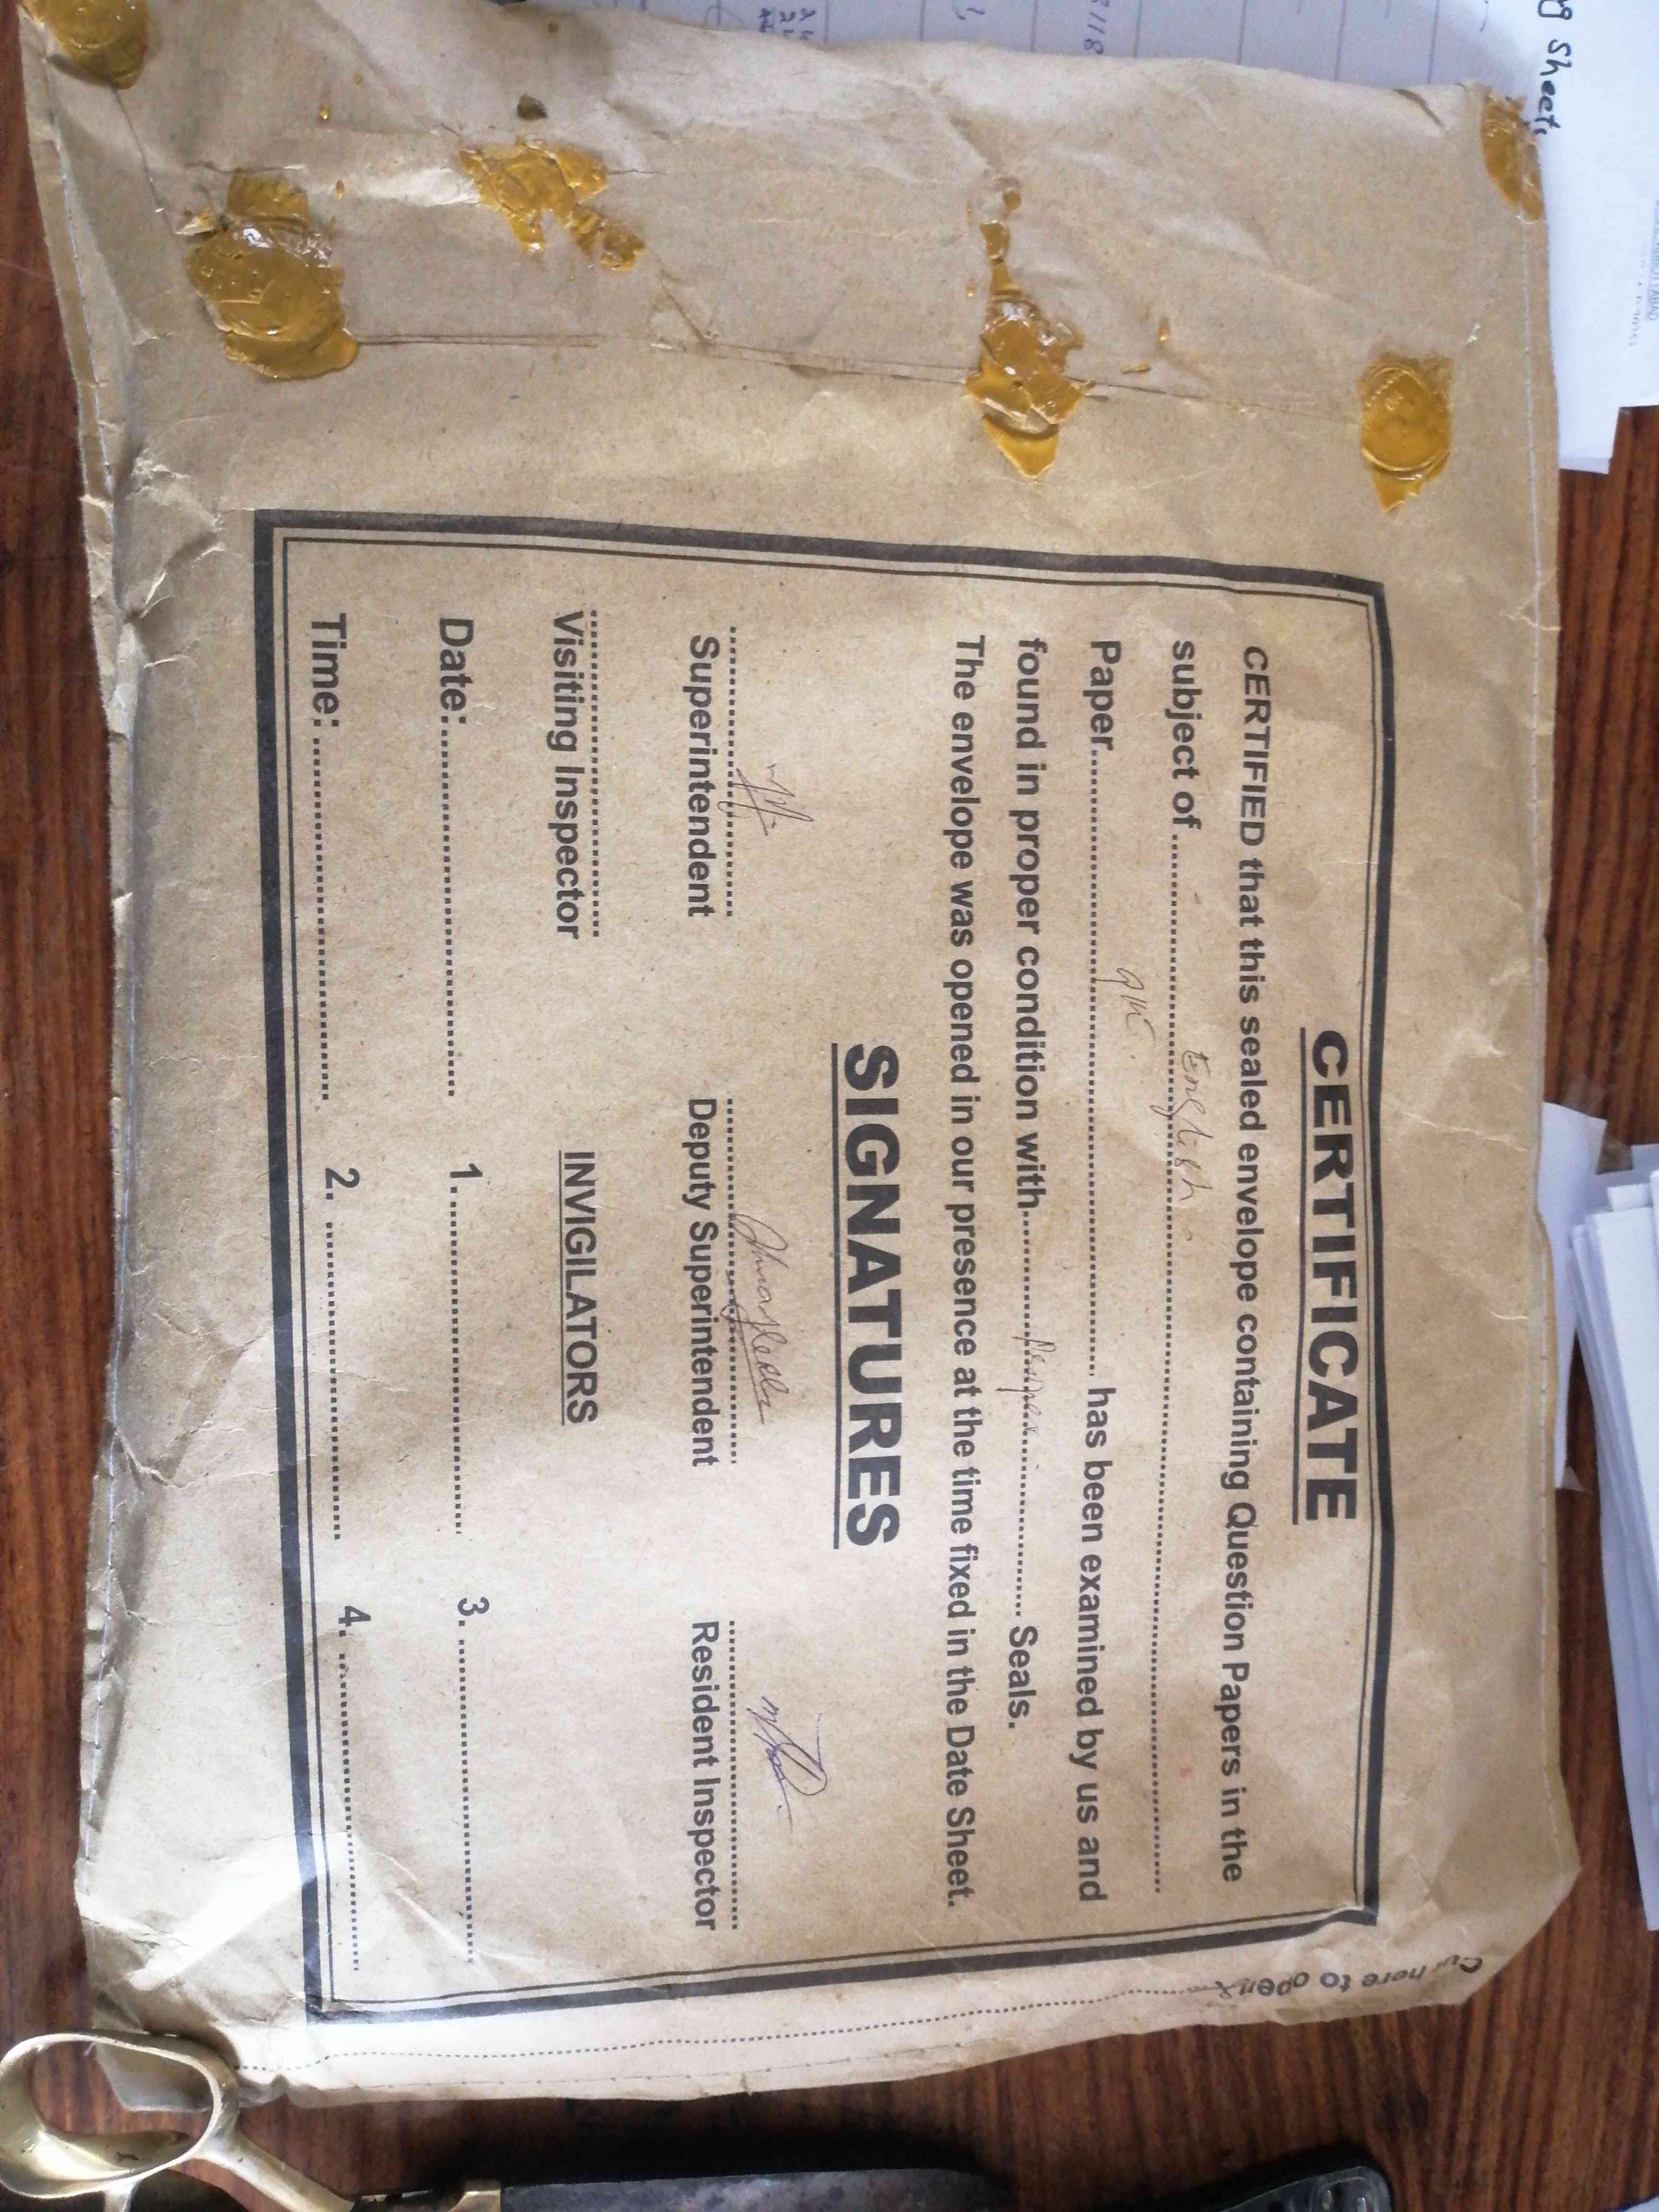 CERTIFICATE
CERTIFIED that this sealed envelope containing Question Papers in the
subject of English.
Paper 9th. has been examined by us and
found in proper condition with Seals.
The envelope was opened in our presence at the time fixed in the Date Sheet.
SIGNATURES
Superintendent Deputy Superintendent Resident Inspector
Visiting Inspector INVIGILATORS
Date: 1. 3.
Time: 2. 4.
Cut here to open
Sheet